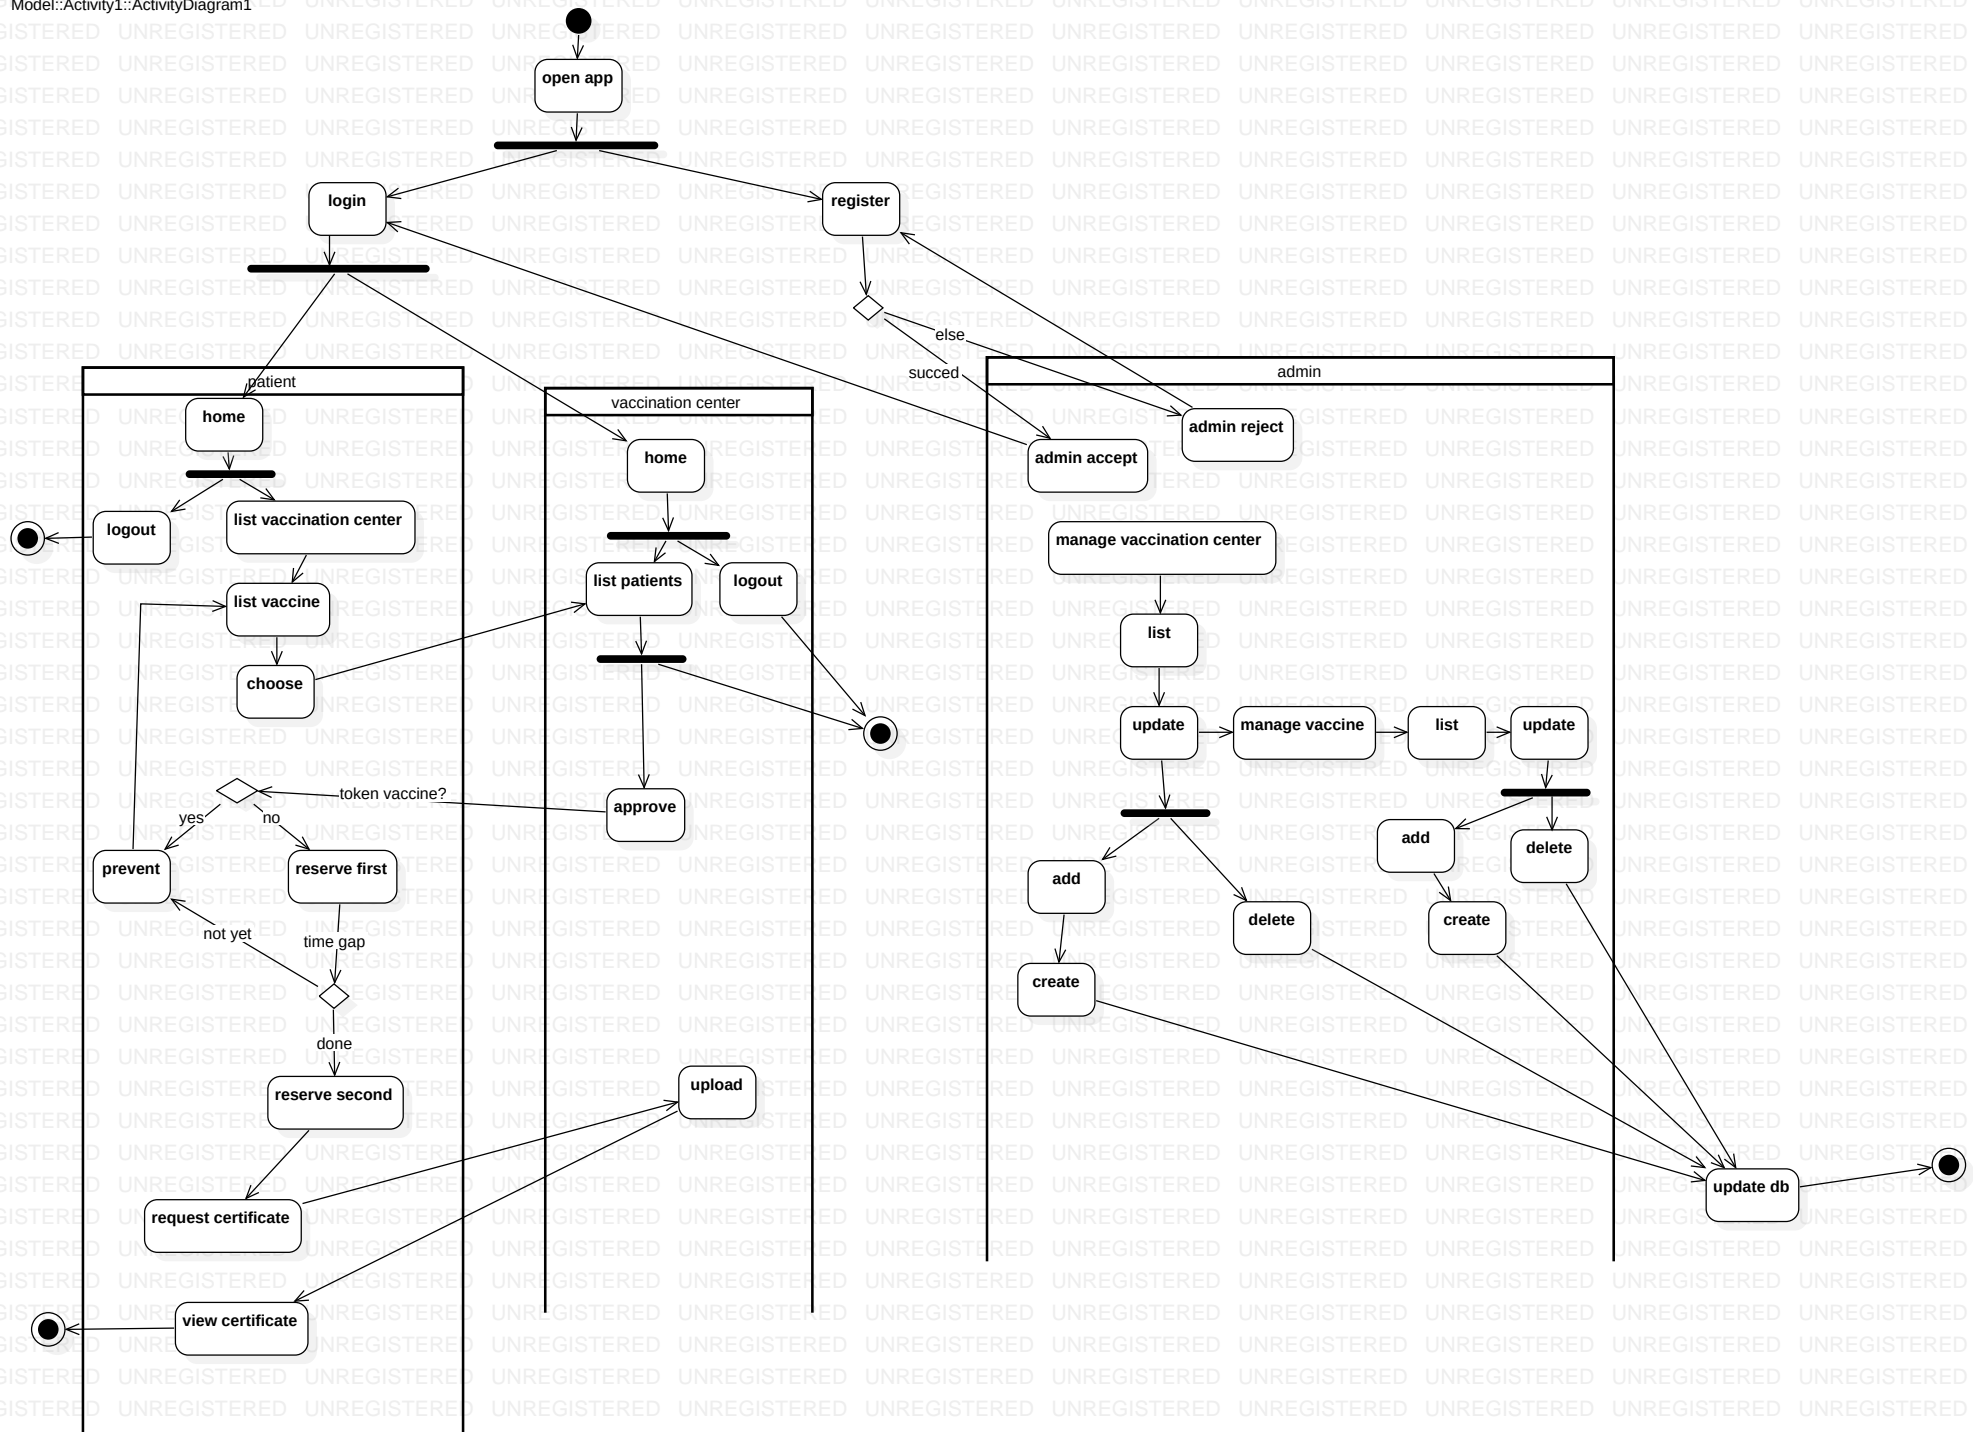 Model::Activity1::ActivityDiagram1
open app
login
register
else
succed
patient
vaccination center
admin
home
home
admin reject
admin accept
logout
list vaccination center
manage vaccination center
list vaccine
list patients
logout
list
choose
update
manage vaccine
list
update
token vaccine?
approve
yes
no
add
delete
prevent
reserve first
add
delete
create
not yet
time gap
create
done
upload
reserve second
update db
request certificate
view certificate
UNREGISTERED